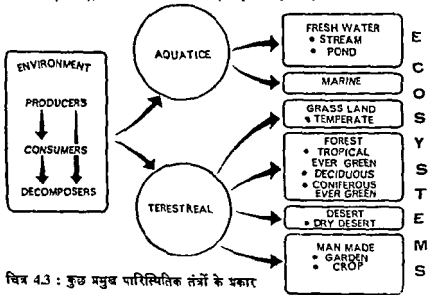 ENVIRONMENT
PRODUCERS
CONSUMERS
DECOMPOSERS
AQUATICE
TERESTREAL
FRESH WATER
• STREAM
• POND
MARINE
GRASS LAND
• TEMPERATE
FOREST
• TROPICAL
EVER GREEN
• DECIDUOUS
• CONIFEROUS
EVER GREEN
DESERT
• DRY DESERT
MAN MADE
• GARDEN
• CROP
ECOSYSTEMS
चित्र 4.3 : कुछ प्रमुख पारिस्थितिक तंत्रों के प्रकार